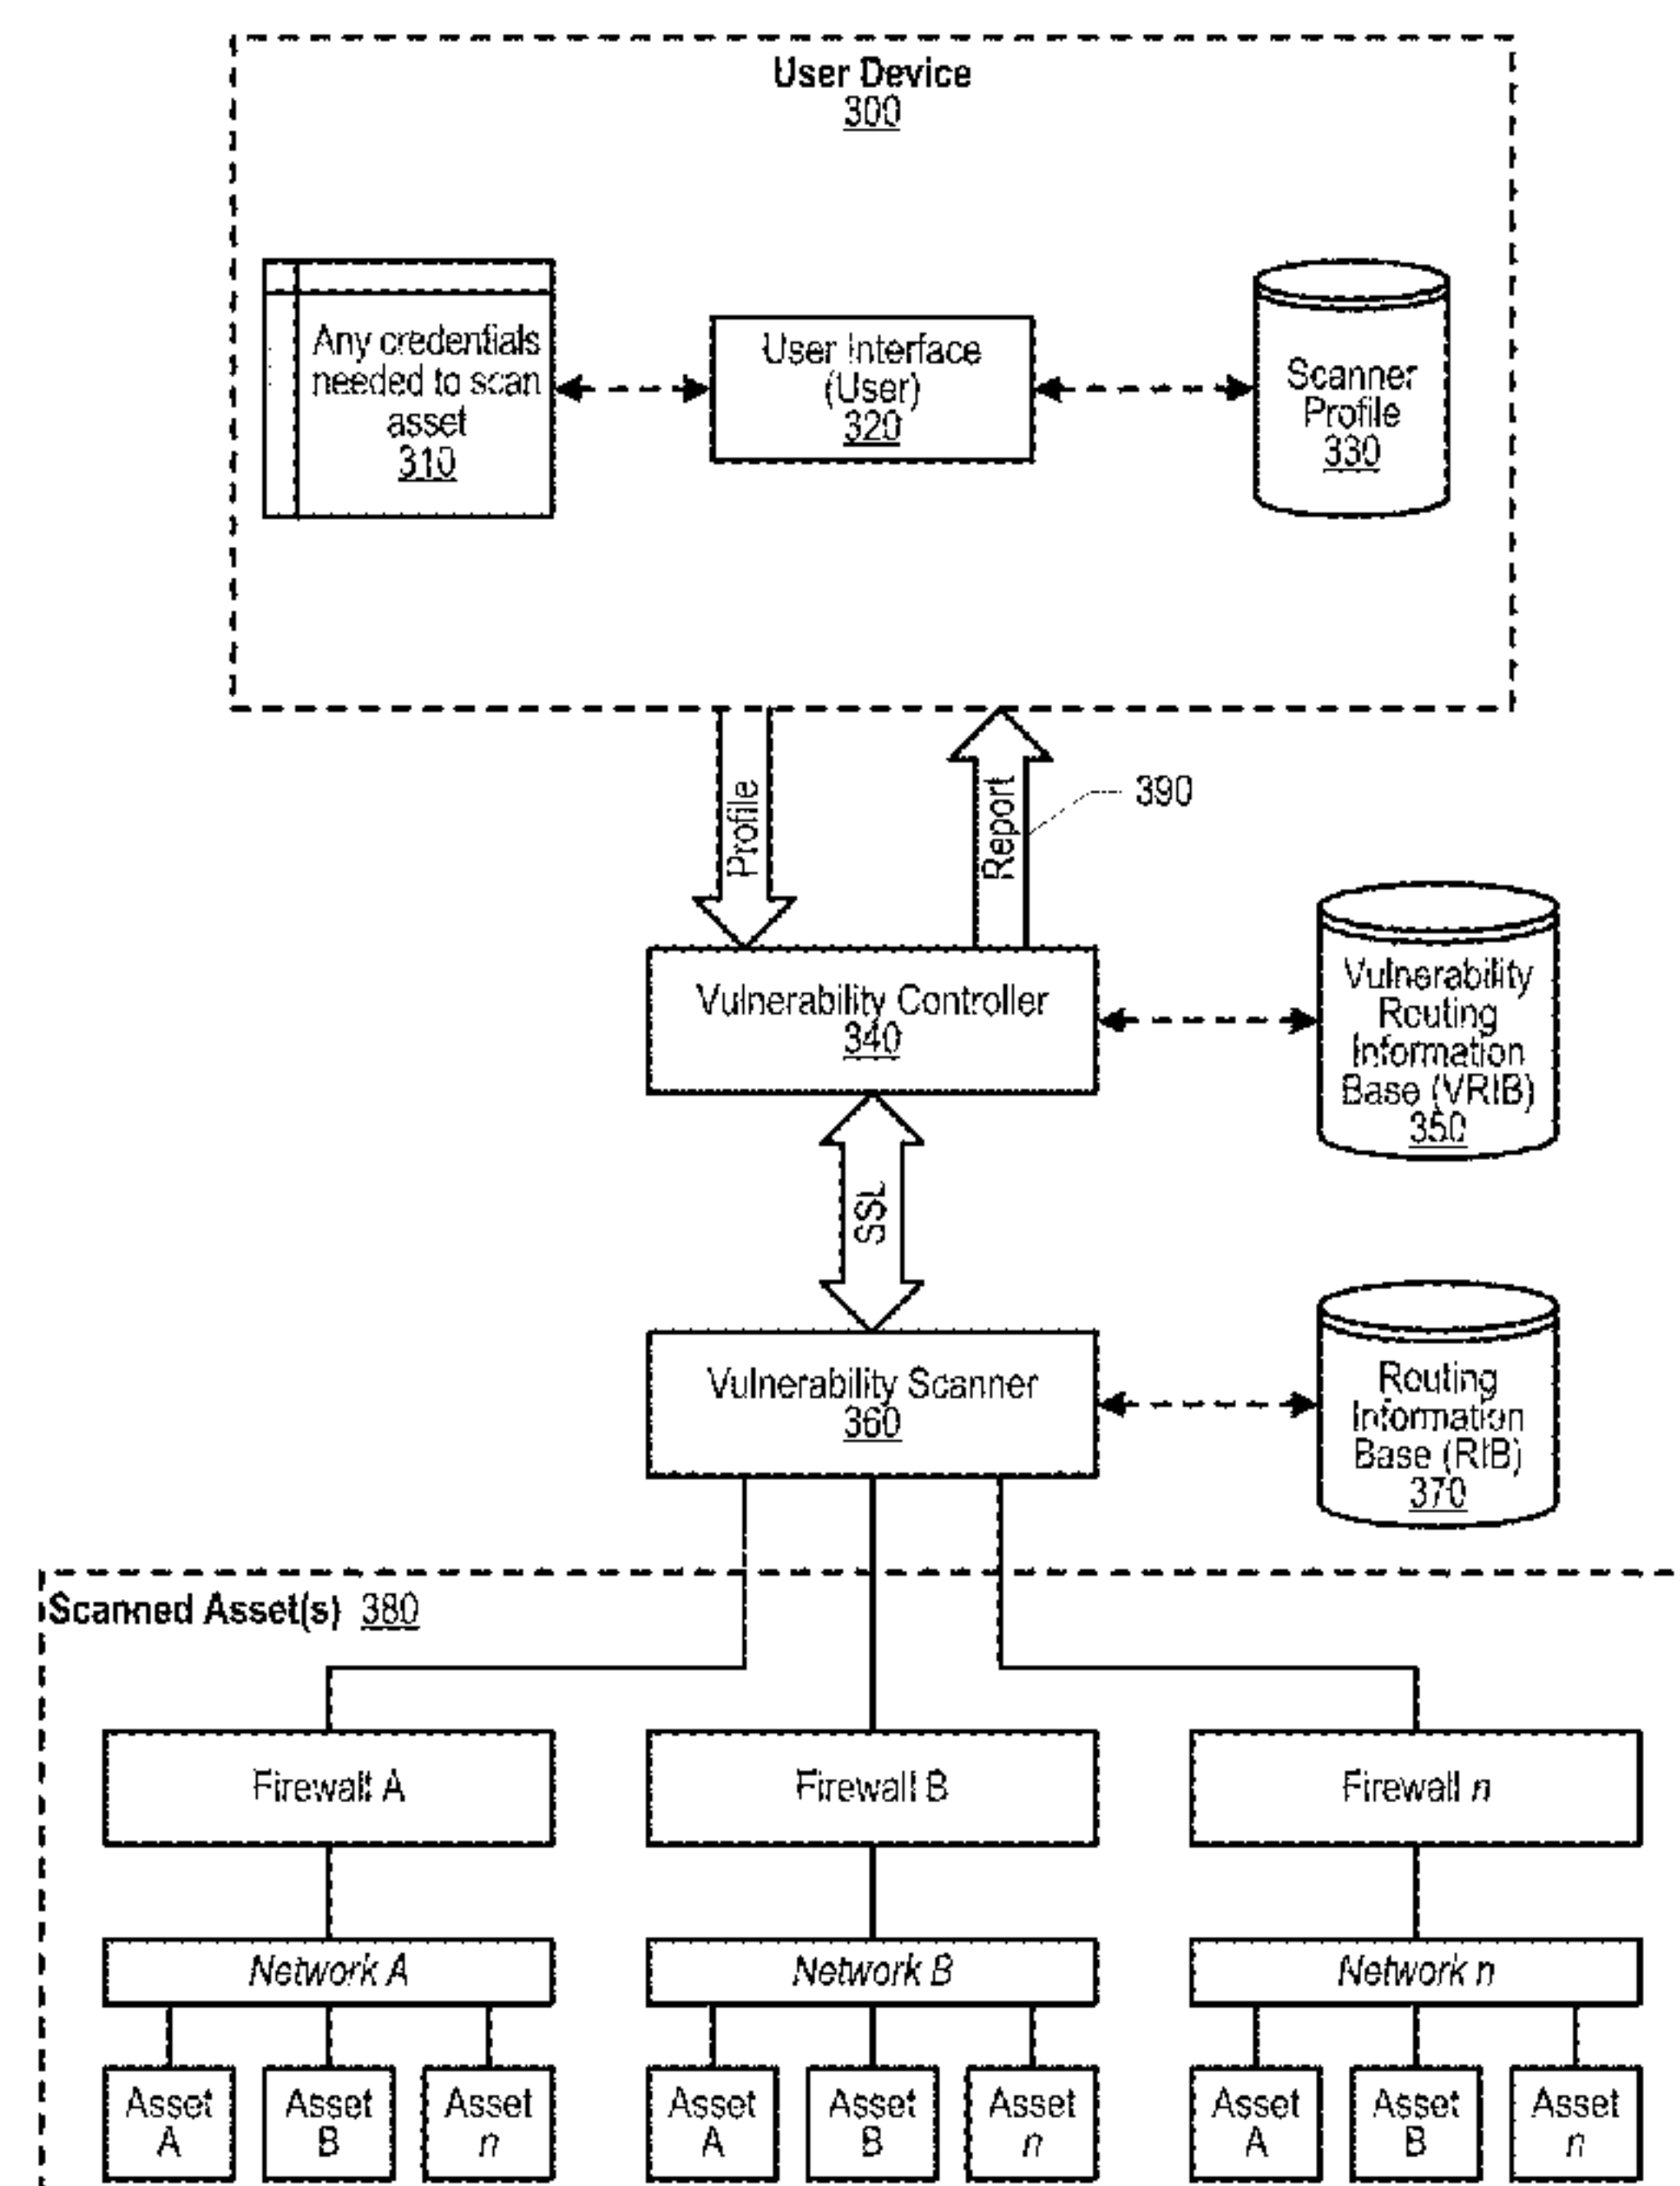 User Device
300
Any credentials
needed to scan
asset
310
User Interface
(User)
320
Scanner
Profile
330
Profile
Report
390
Vulnerability Controller
340
Vulnerability
Routing
Information
Base (VRIB)
350
SSL
Vulnerability Scanner
360
Routing
Information
Base (RIB)
370
Scanned Asset(s) 380
Firewall A
Firewall B
Firewall n
Network A
Network B
Network n
Asset
A
Asset
B
Asset
n
Asset
A
Asset
B
Asset
n
Asset
A
Asset
B
Asset
n